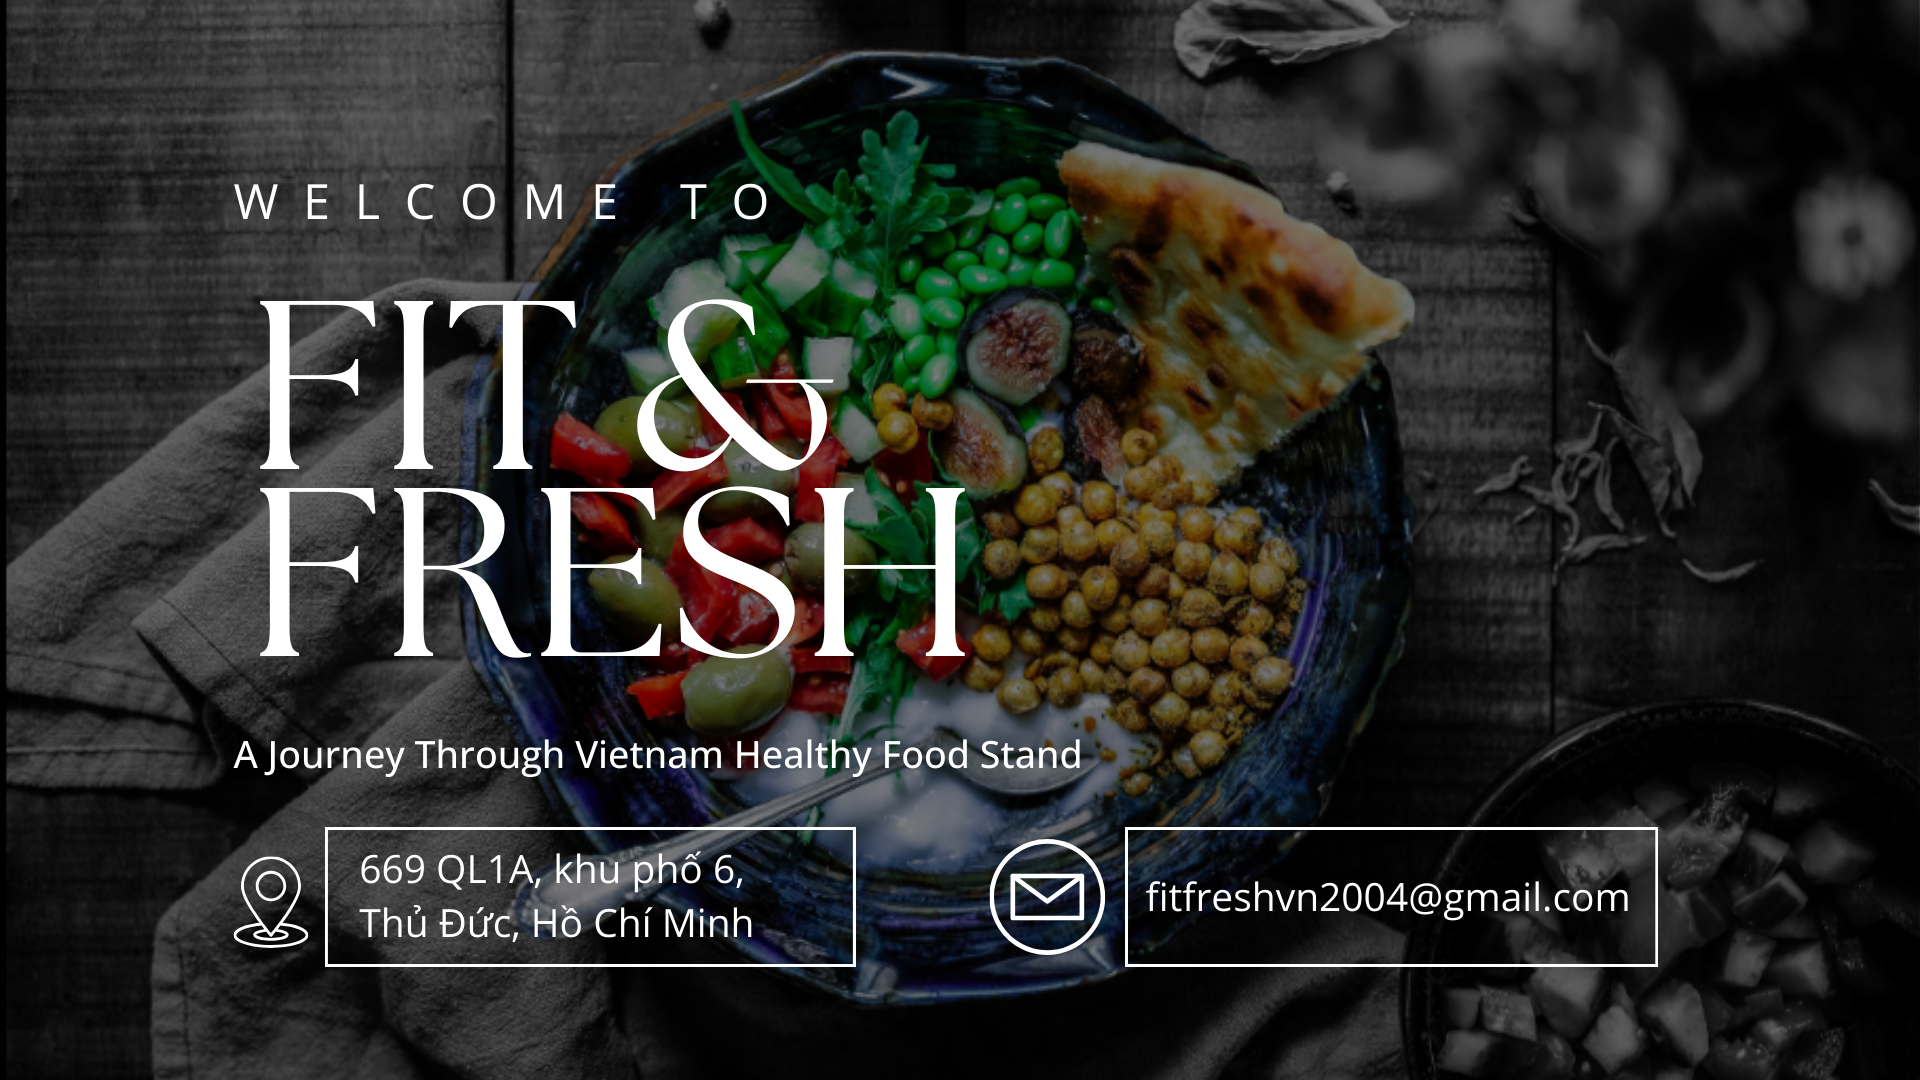 WELCOME TO
FIT &
FRESH
A Journey Through Vietnam Healthy Food Stand
669 QL1A, khu phố 6,
Thủ Đức, Hồ Chí Minh
fitfreshvn2004@gmail.com